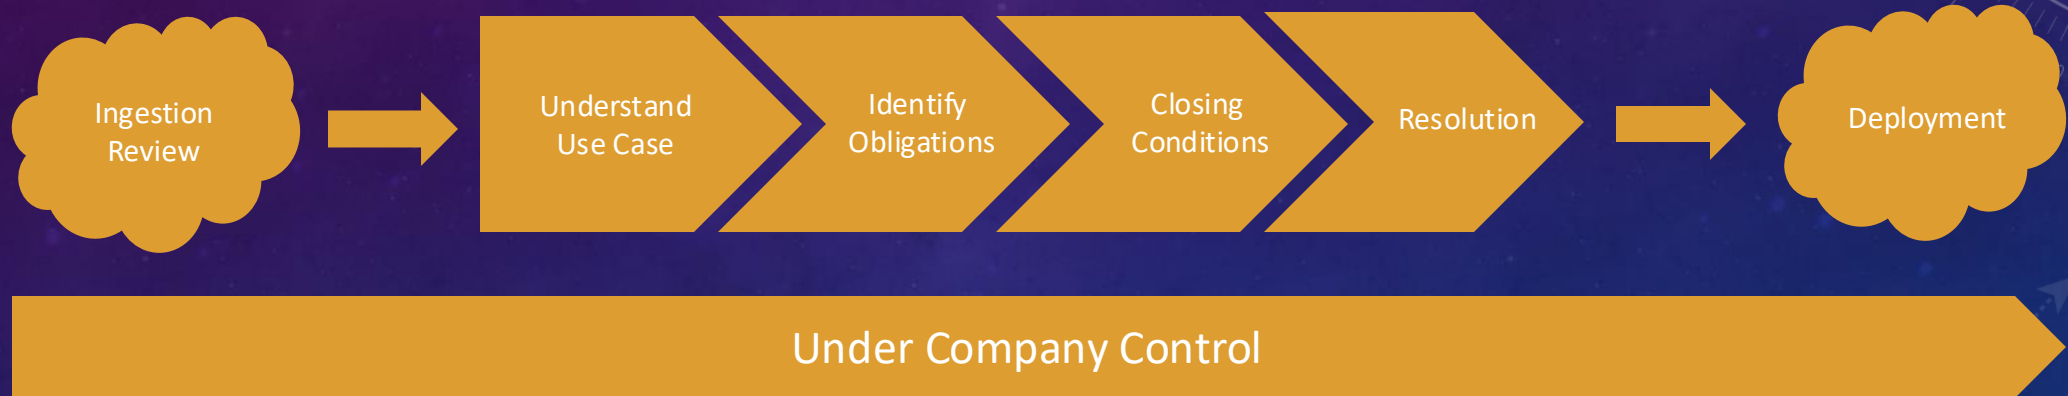 Ingestion
Review
Understand
Use Case
Identify
Obligations
Closing
Conditions
Resolution
Deployment
Under Company Control